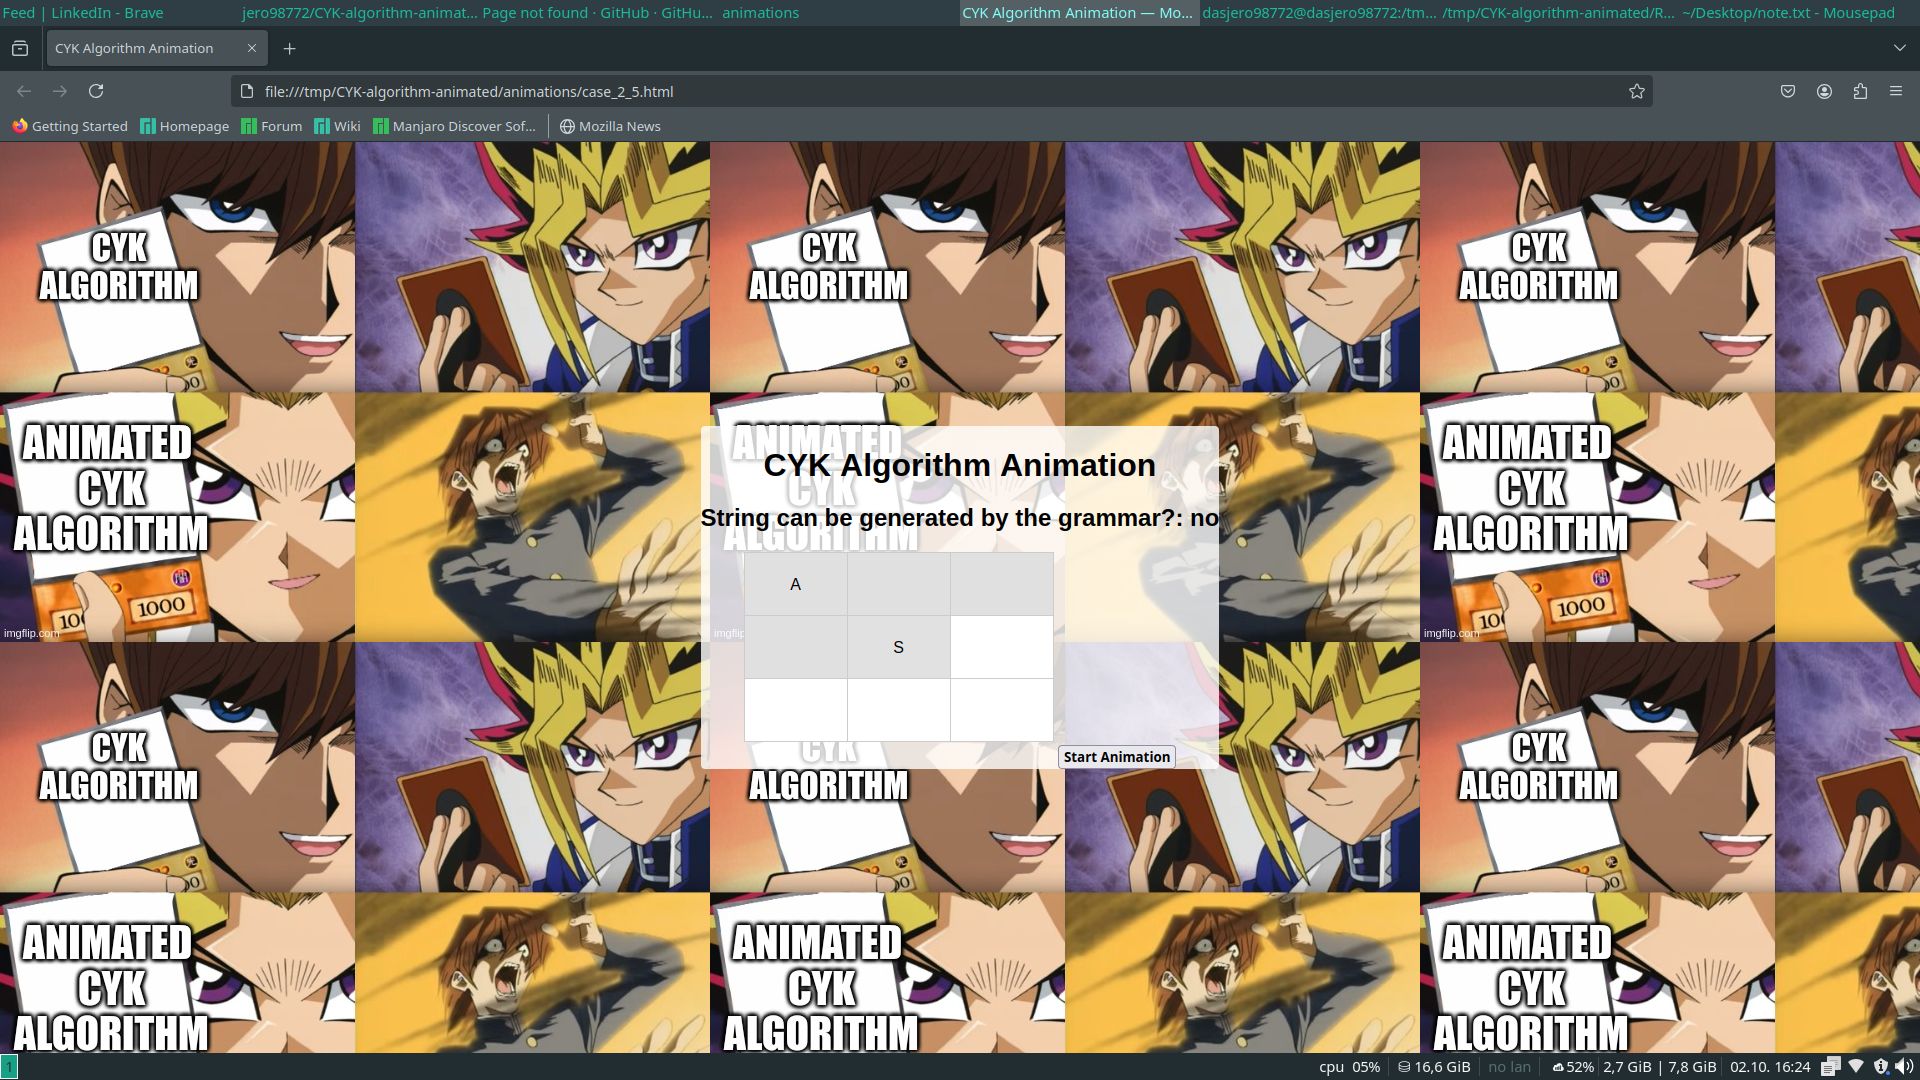 Feed | LinkedIn - Brave
jero98772/CYK-algorithm-animat...
Page not found · GitHub · GitHu...
animations
CYK Algorithm Animation — Mo...
dasjero98772@dasjero98772:/tm...
/tmp/CYK-algorithm-animated/R...
~/Desktop/note.txt - Mousepad
CYK Algorithm Animation
file:///tmp/CYK-algorithm-animated/animations/case_2_5.html
Getting Started
Homepage
Forum
Wiki
Manjaro Discover Sof...
Mozilla News
CYK
ALGORITHM
CYK
ALGORITHM
CYK
ALGORITHM
ANIMATED
CYK
ALGORITHM
1000
imgflip.com
ANIMATED
CYK
ALGORITHM
imgflip
ANIMATED
CYK
ALGORITHM
1000
imgflip.com
CYK Algorithm Animation
String can be generated by the grammar?: no
A
S
Start Animation
CYK
ALGORITHM
CYK
ALGORITHM
CYK
ALGORITHM
ANIMATED
CYK
ALGORITHM
ANIMATED
CYK
ALGORITHM
ANIMATED
CYK
ALGORITHM
1
cpu 05%
16,6 GiB
no lan
52%
2,7 GiB | 7,8 GiB
02.10. 16:24